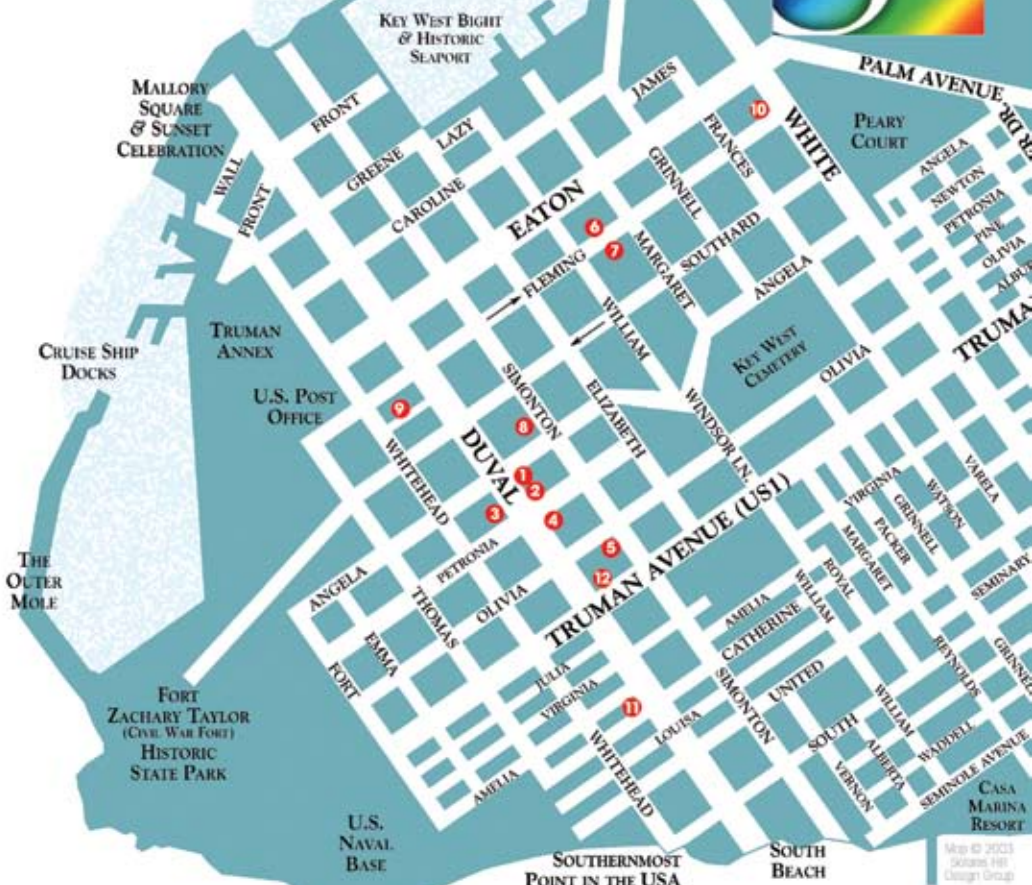 KEY WEST BIGHT
& HISTORIC
SEAPORT
MALLORY
SQUARE
& SUNSET
CELEBRATION
PALM AVENUE
PEARY
COURT
WALL
FRONT
FRONT
GREENE
LAZY
CAROLINE
EATON
JAMES
FRANCES
10
WHITE
GRINNELL
MARGARET
SOUTHARD
ANGELA
6
7
FLEMING
WILLIAM
ANGELA
NEWTON
PETRONIA
PINE
OLIVIA
KEY WEST
CEMETERY
OLIVIA
CRUISE SHIP
DOCKS
TRUMAN
ANNEX
U.S. POST
OFFICE
9
SIMONTON
8
ELIZABETH
WINDSOR LN.
DUVAL
WHITEHEAD
1
2
3
4
5
12
TRUMAN AVENUE (US1)
VIRGINIA
VARELA
WATSON
GRINNELL
PACKER
MARGARET
ROYAL
WILLIAM
SEMINARY
THE
OUTER
MOLE
ANGELA
PETRONIA
THOMAS
OLIVIA
EMMA
FORT
AMELIA
CATHERINE
JULIA
VIRGINIA
11
LOUISA
SIMONTON
UNITED
SOUTH
REYNOLDS
WILLIAM
ALBERTA
WADDELL
VERNON
SEMINOLE AVENUE
FORT
ZACHARY TAYLOR
(CIVIL WAR FORT)
HISTORIC
STATE PARK
AMELIA
WHITEHEAD
U.S.
NAVAL
BASE
SOUTHERNMOST
POINT IN THE USA
SOUTH
BEACH
CASA
MARINA
RESORT
Map © 2003
Solares Hill
Design Group